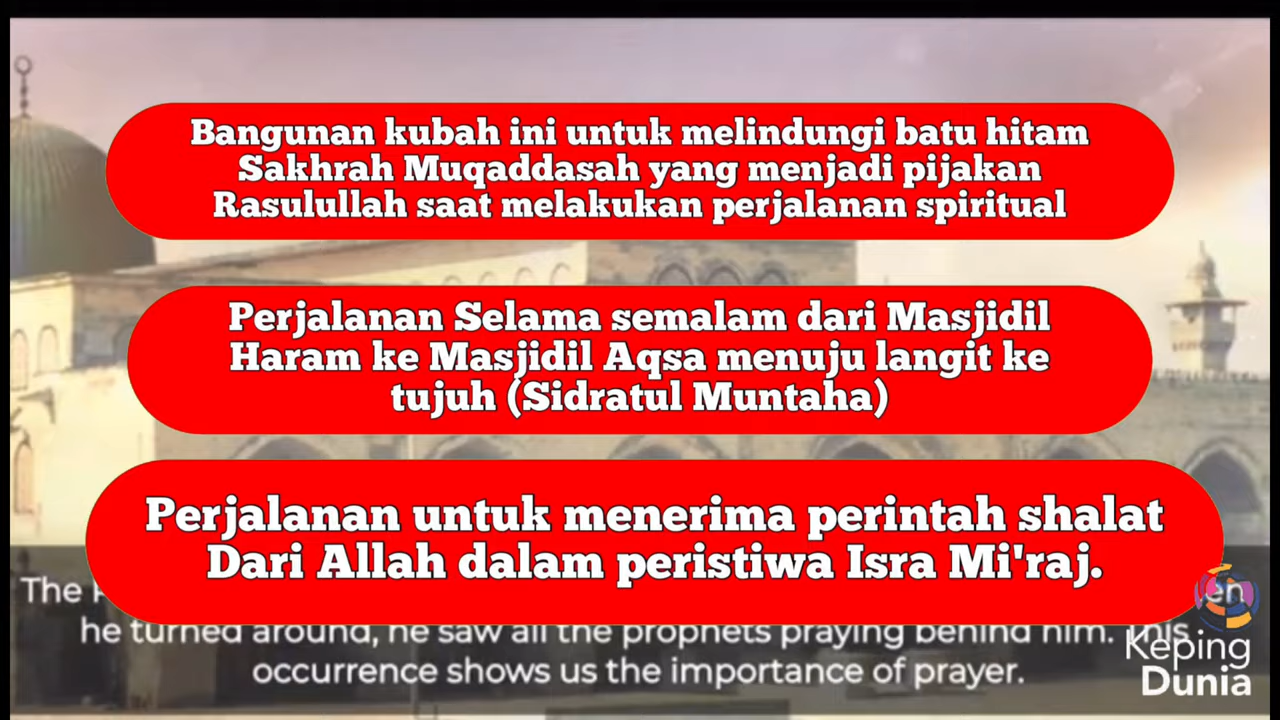 Bangunan kubah ini untuk melindungi batu hitam
Sakhrah Muqaddasah yang menjadi pijakan
Rasulullah saat melakukan perjalanan spiritual
Perjalanan Selama semalam dari Masjidil
Haram ke Masjidil Aqsa menuju langit ke
tujuh (Sidratul Muntaha)
Perjalanan untuk menerima perintah shalat
Dari Allah dalam peristiwa Isra Mi'raj.
The
he turned around, he saw all the prophets praying behind him. This
occurrence shows us the importance of prayer.
Keping
Dunia